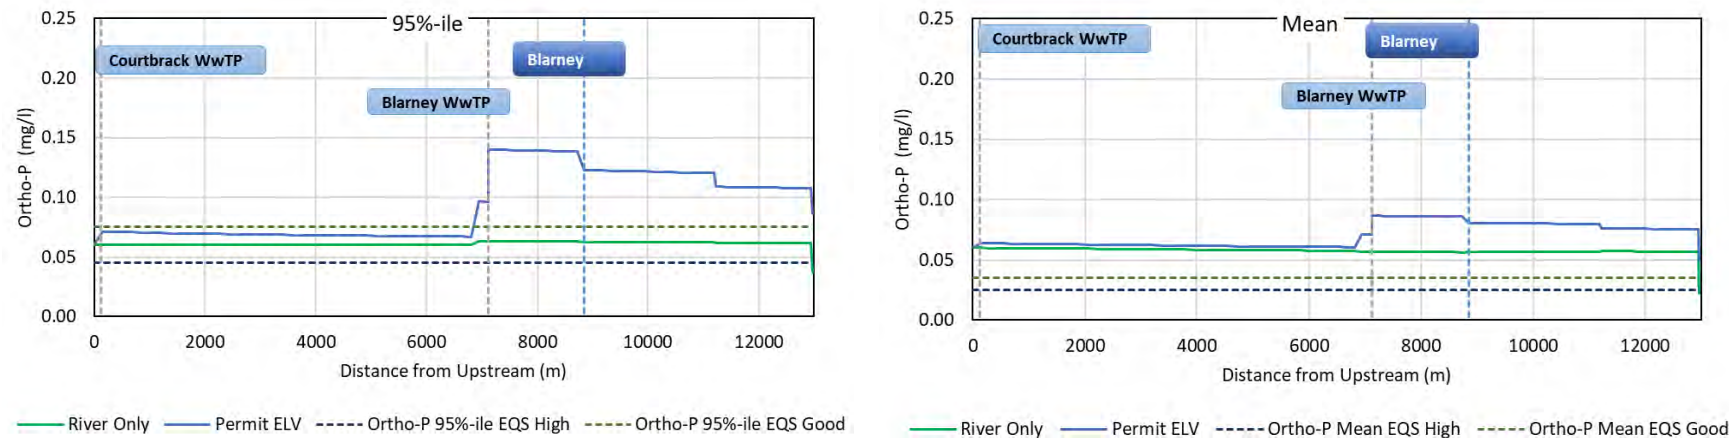 95%-ile
0.25
0.20
0.15
0.10
0.05
0.00
Ortho-P (mg/l)
Courtbrack WwTP
Blarney
Blarney WwTP
0 2000 4000 6000 8000 10000 12000
Distance from Upstream (m)
River Only Permit ELV Ortho-P 95%-ile EQS High Ortho-P 95%-ile EQS Good
Mean
0.25
0.20
0.15
0.10
0.05
0.00
Ortho-P (mg/l)
Courtbrack WwTP
Blarney
Blarney WwTP
0 2000 4000 6000 8000 10000 12000
Distance from Upstream (m)
River Only Permit ELV Ortho-P Mean EQS High Ortho-P Mean EQS Good